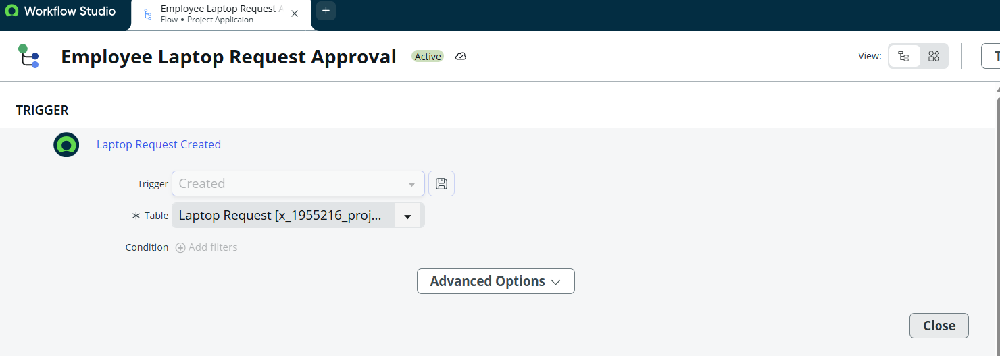 Workflow Studio
Employee Laptop Request
Flow • Project Applicaion
Employee Laptop Request Approval
Active
View:
TRIGGER
Laptop Request Created
Trigger
Created
* Table
Laptop Request [x_1955216_proj...
Condition
Add filters
Advanced Options
Close